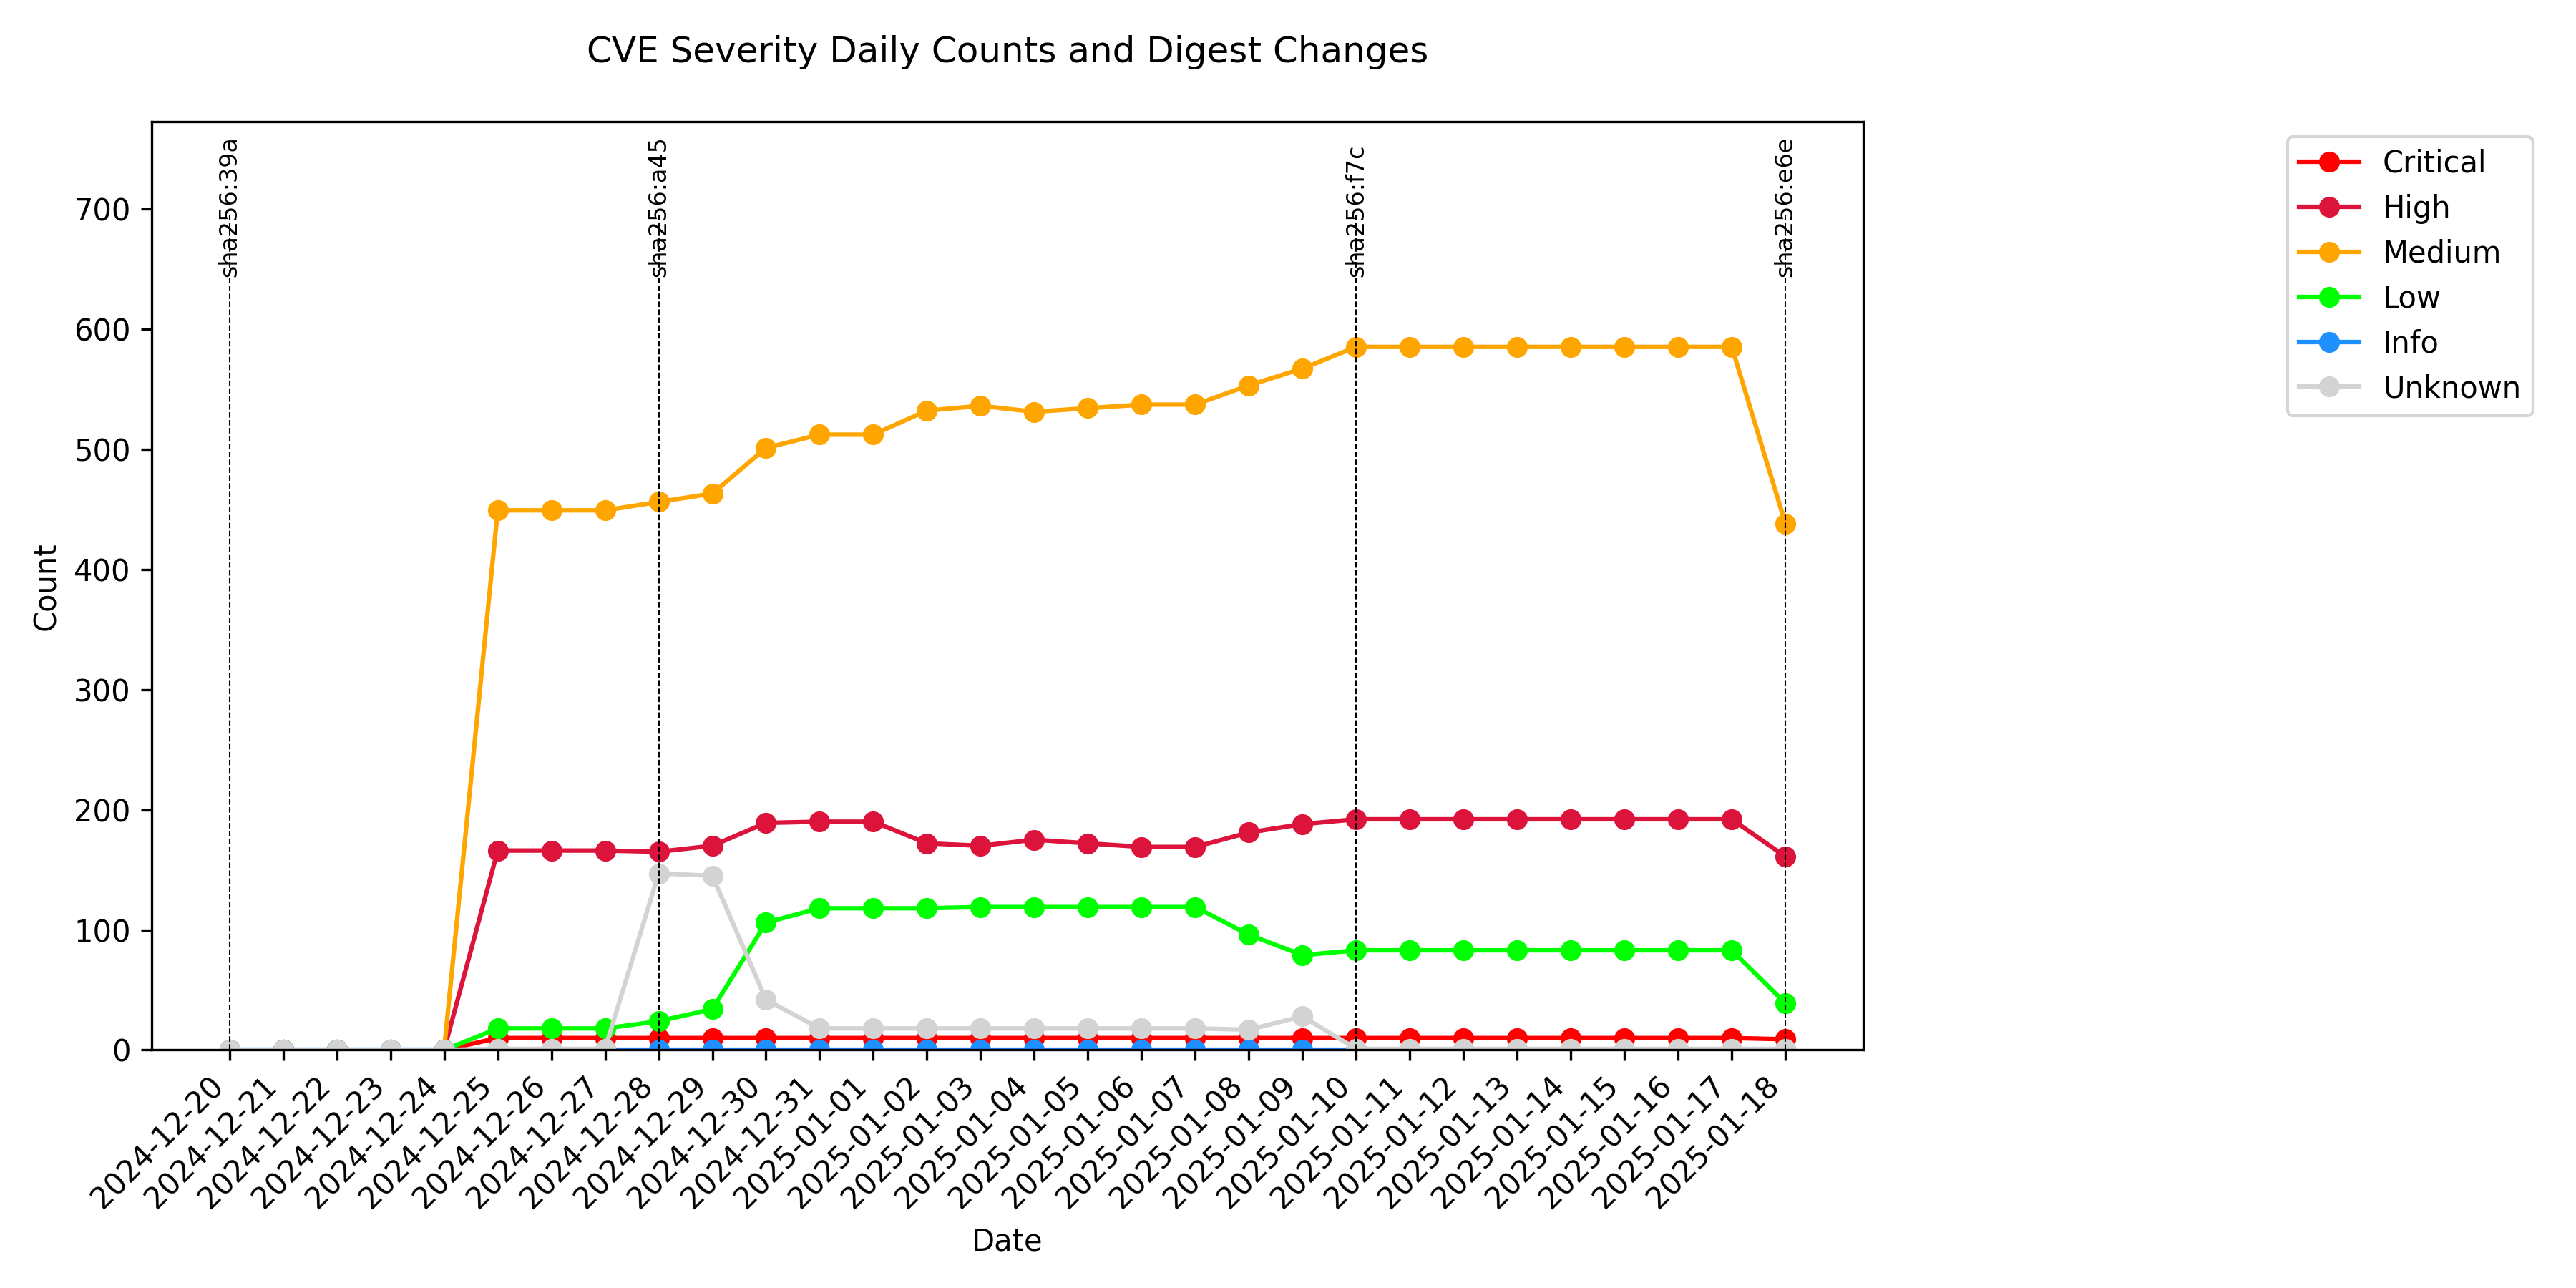 CVE Severity Daily Counts and Digest Changes
sha256:39a
sha256:a45
sha256:f7c
sha256:e6e
Critical
High
Medium
Low
Info
Unknown
Count
700
600
500
400
300
200
100
0
2024-12-20
2024-12-21
2024-12-22
2024-12-23
2024-12-24
2024-12-25
2024-12-26
2024-12-27
2024-12-28
2024-12-29
2024-12-30
2024-12-31
2025-01-01
2025-01-02
2025-01-03
2025-01-04
2025-01-05
2025-01-06
2025-01-07
2025-01-08
2025-01-09
2025-01-10
2025-01-11
2025-01-12
2025-01-13
2025-01-14
2025-01-15
2025-01-16
2025-01-17
2025-01-18
Date